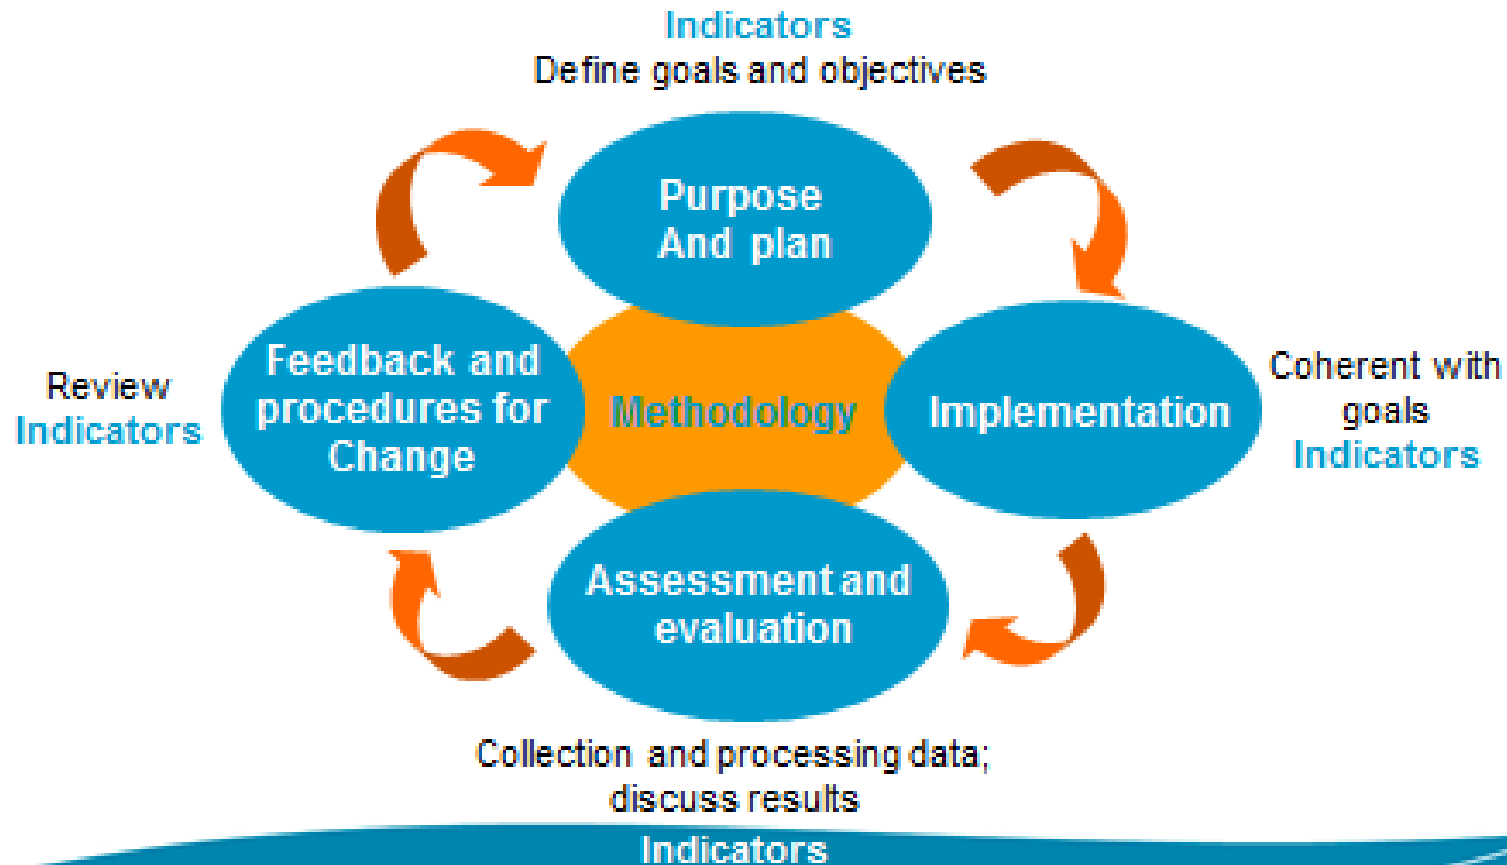 Indicators
Define goals and objectives
Purpose
And plan
Feedback and
procedures for
Change
Review
Indicators
Methodology
Implementation
Coherent with
goals
Indicators
Assessment and
evaluation
Collection and processing data;
discuss results
Indicators